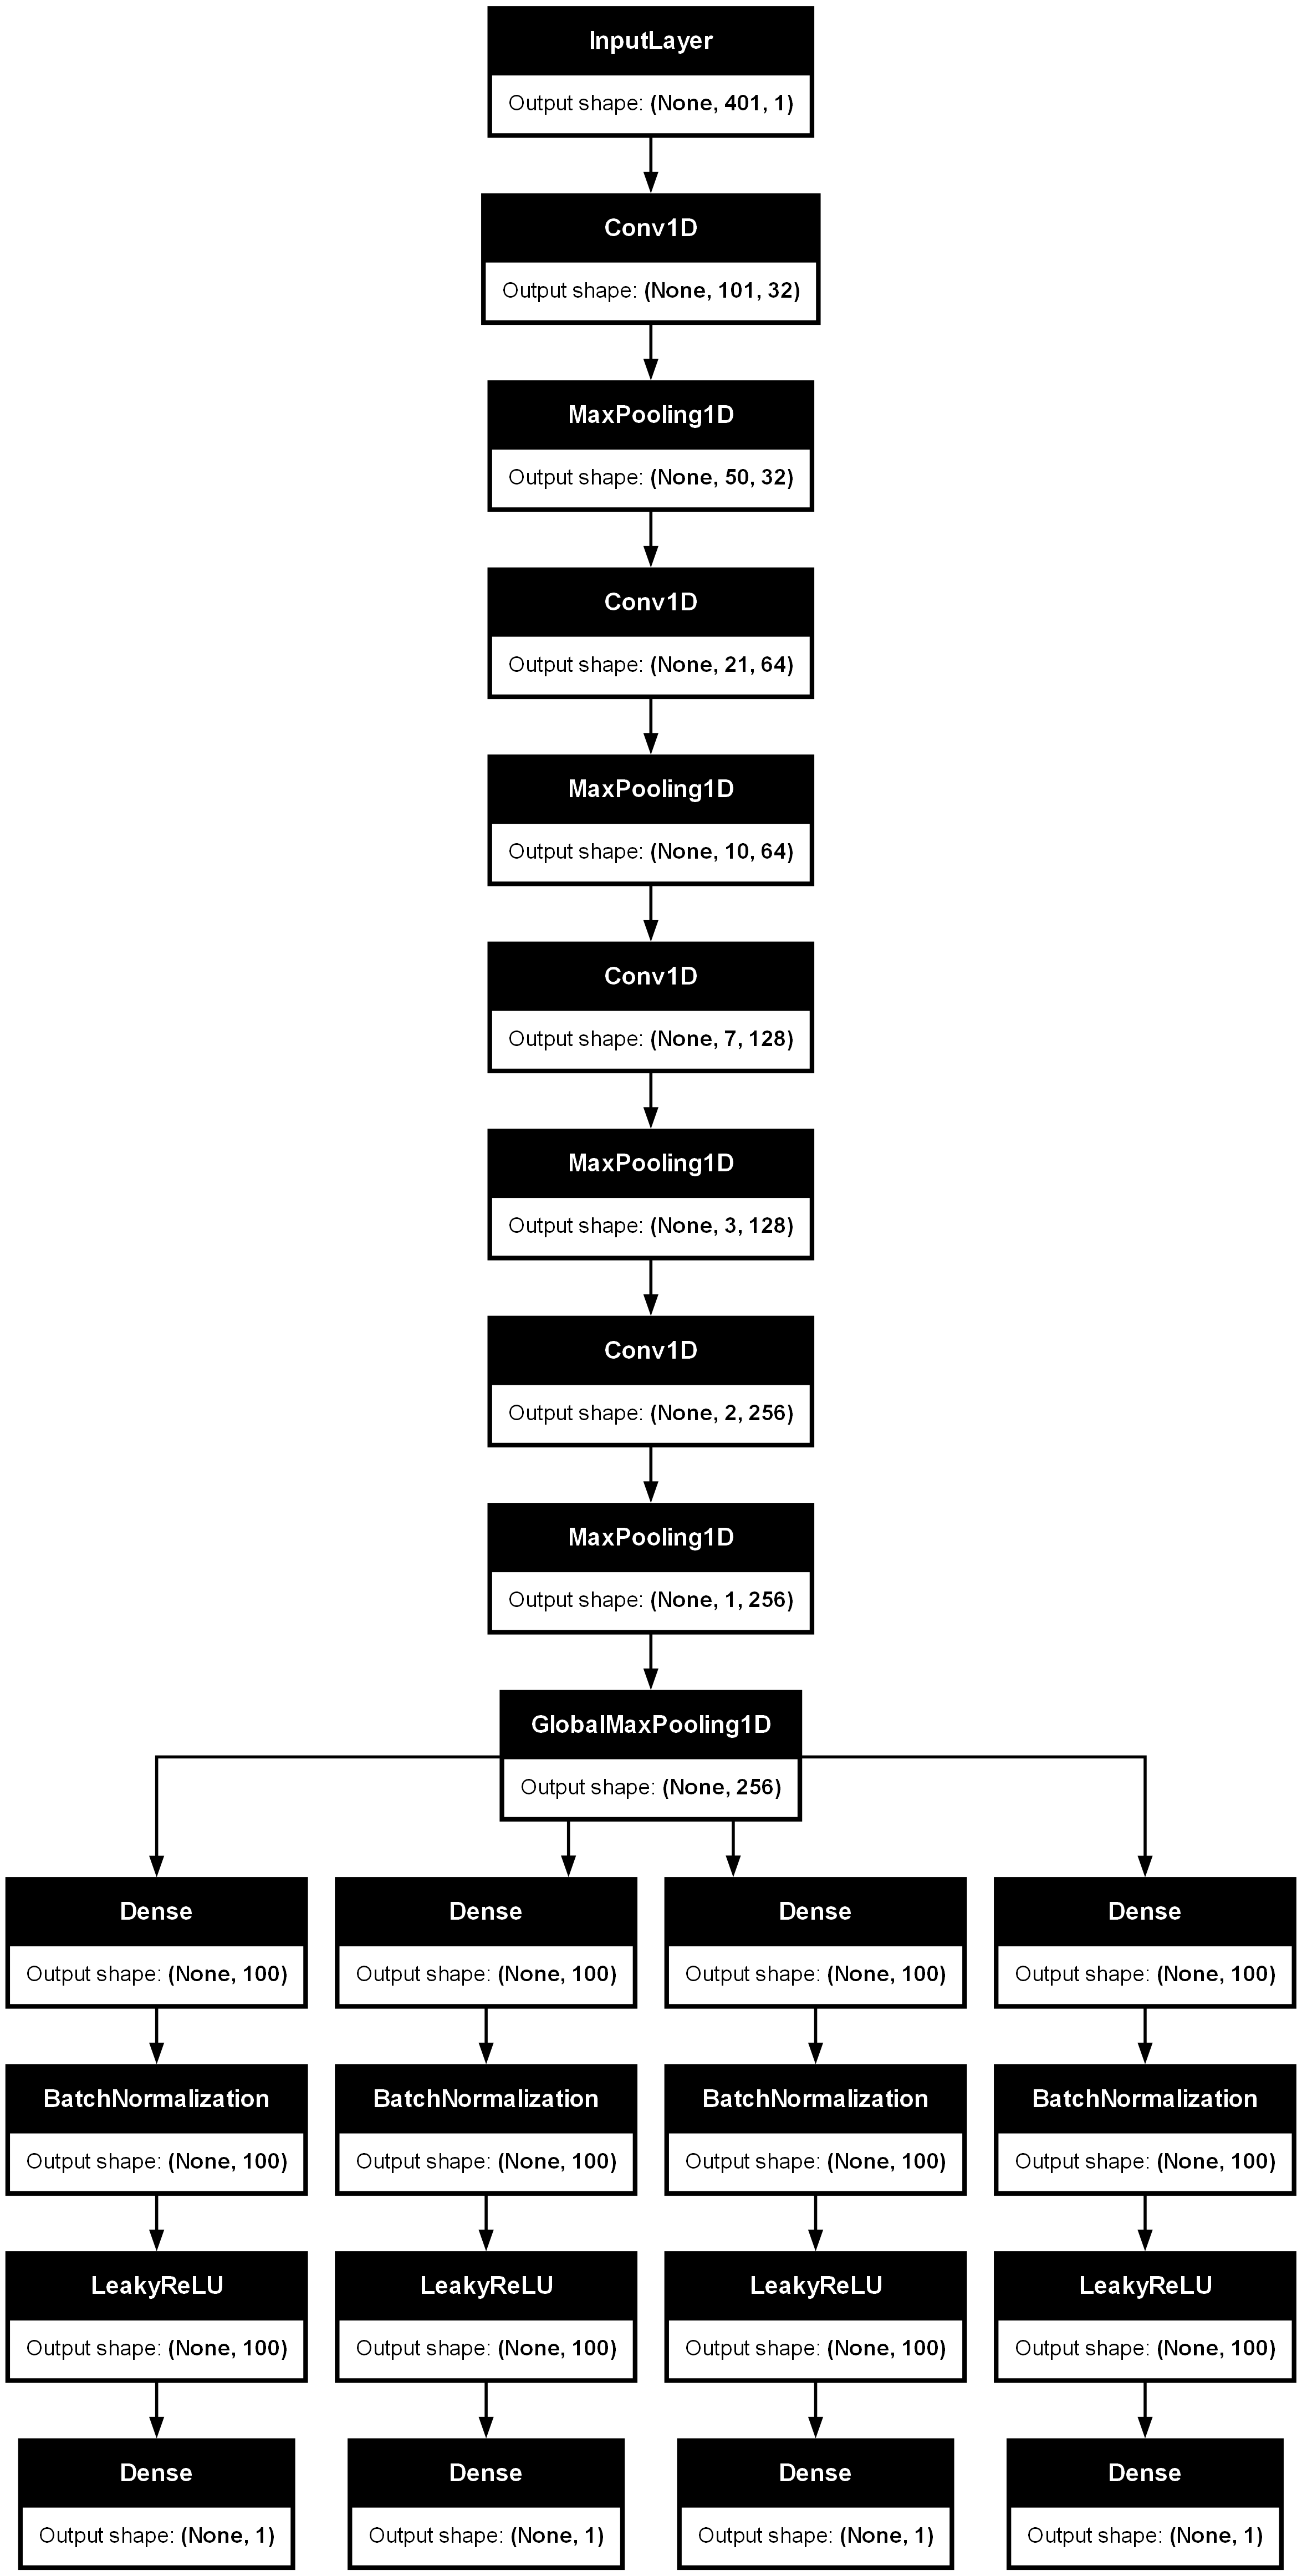 InputLayer
Output shape: (None, 401, 1)
Conv1D
Output shape: (None, 101, 32)
MaxPooling1D
Output shape: (None, 50, 32)
Conv1D
Output shape: (None, 21, 64)
MaxPooling1D
Output shape: (None, 10, 64)
Conv1D
Output shape: (None, 7, 128)
MaxPooling1D
Output shape: (None, 3, 128)
Conv1D
Output shape: (None, 2, 256)
MaxPooling1D
Output shape: (None, 1, 256)
GlobalMaxPooling1D
Output shape: (None, 256)
Dense Dense Dense Dense
Output shape: (None, 100) Output shape: (None, 100) Output shape: (None, 100) Output shape: (None, 100)
BatchNormalization BatchNormalization BatchNormalization BatchNormalization
Output shape: (None, 100) Output shape: (None, 100) Output shape: (None, 100) Output shape: (None, 100)
LeakyReLU LeakyReLU LeakyReLU LeakyReLU
Output shape: (None, 100) Output shape: (None, 100) Output shape: (None, 100) Output shape: (None, 100)
Dense Dense Dense Dense
Output shape: (None, 1) Output shape: (None, 1) Output shape: (None, 1) Output shape: (None, 1)